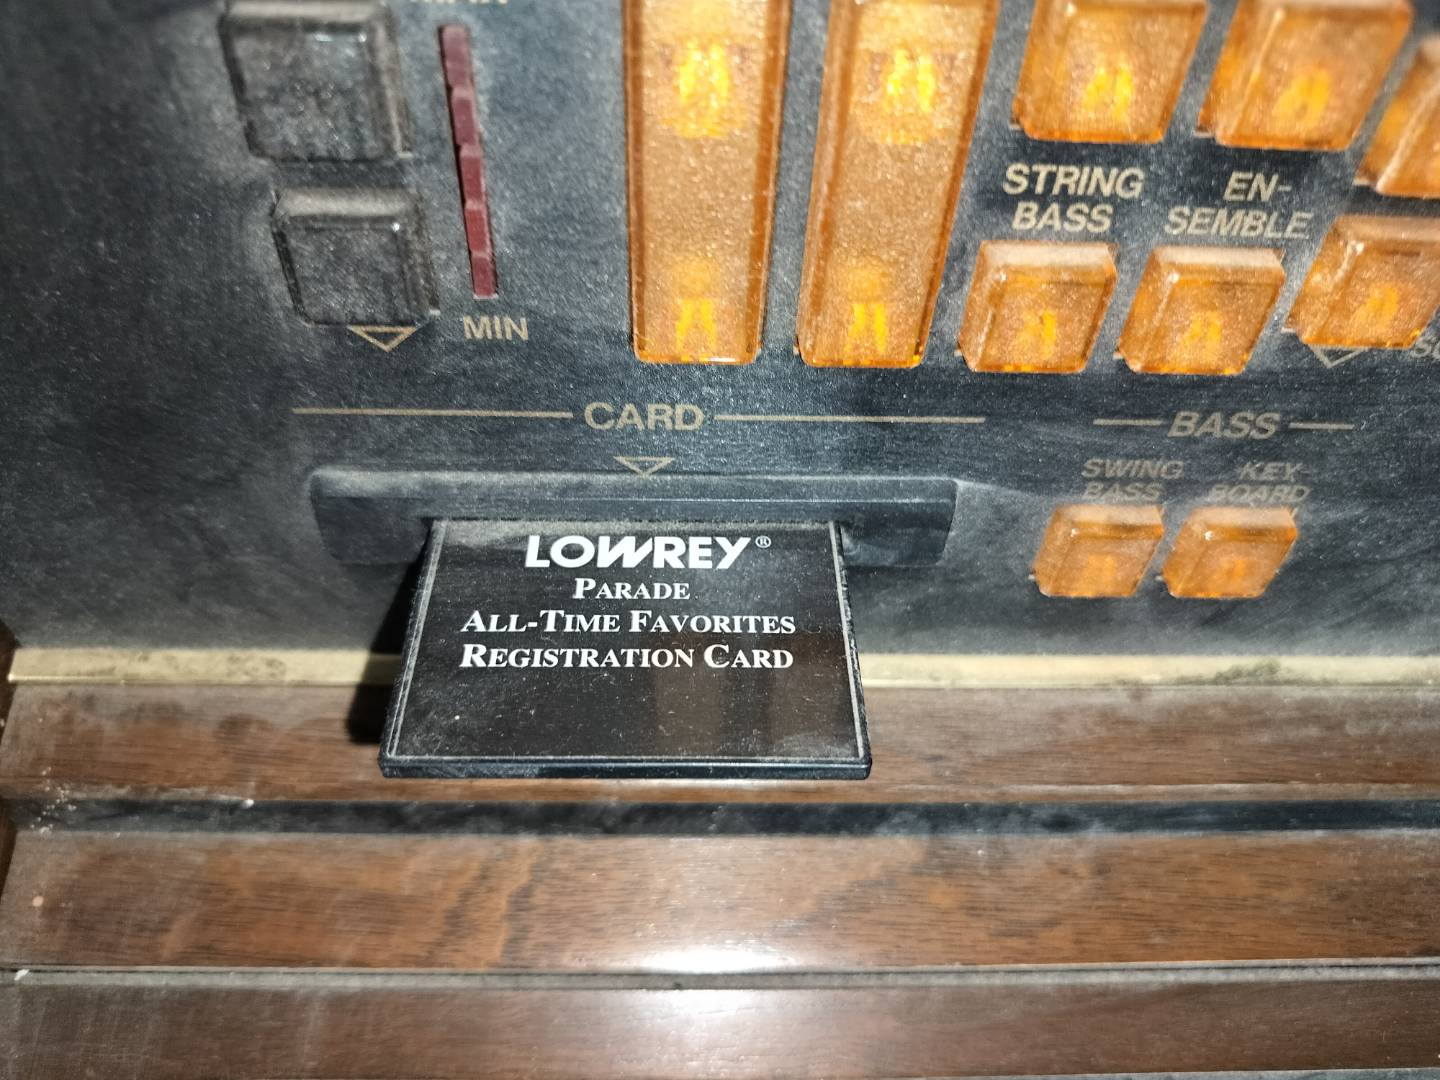 MIN
STRING
BASS
EN-
SEMBLE
CARD
BASS
SWING
BASS
KEY-
BOARD
LOWREY®
PARADE
ALL-TIME FAVORITES
REGISTRATION CARD